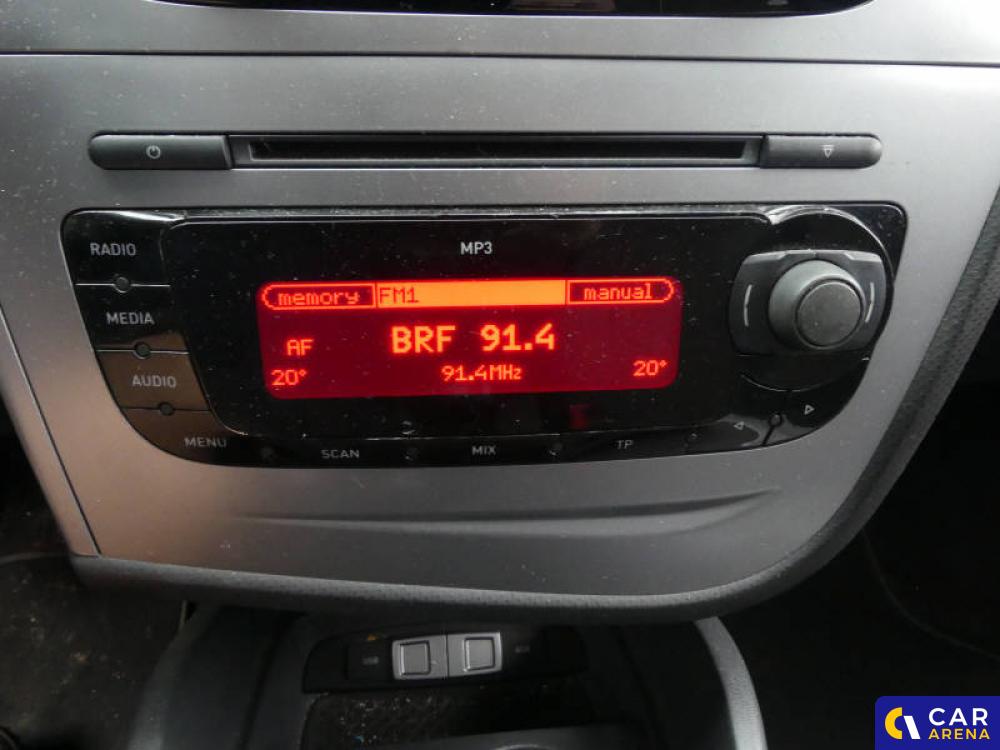 RADIO
MP3
MEDIA
AUDIO
MENU
memory FM1 manual
BRF 91.4
AF
20° 91.4MHz 20°
SCAN MIX TP
CAR
ARENA